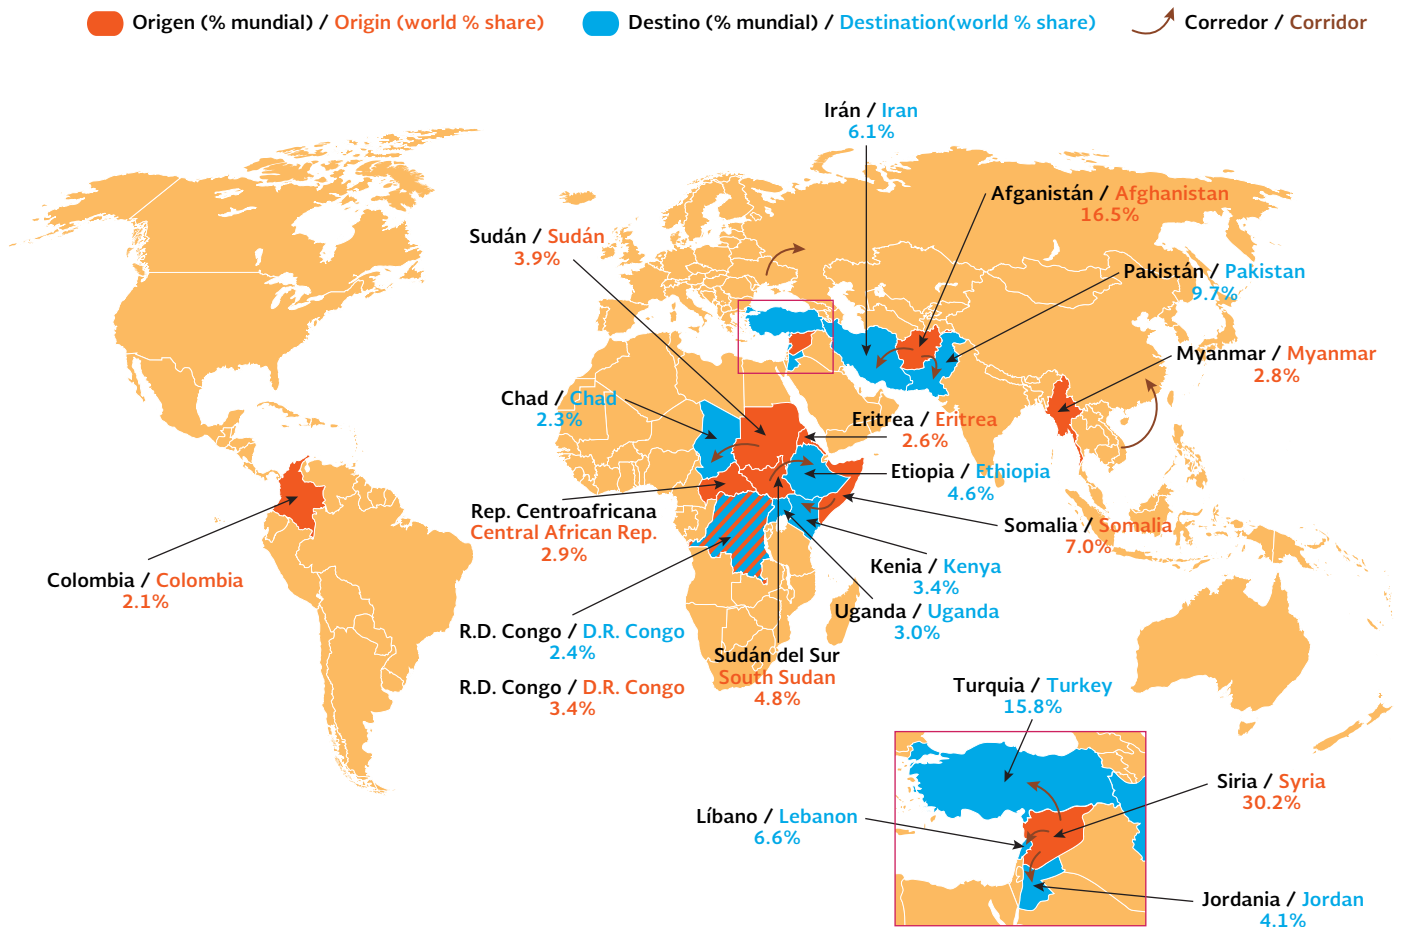 Origen (% mundial) / Origin (world % share)
Destino (% mundial) / Destination(world % share)
Corredor / Corridor
Irán / Iran
6.1%
Afganistán / Afghanistan
16.5%
Sudán / Sudán
3.9%
Pakistán / Pakistan
9.7%
Myanmar / Myanmar
2.8%
Chad / Chad
2.3%
Eritrea / Eritrea
2.6%
Etiopia / Ethiopia
4.6%
Rep. Centroafricana
Central African Rep.
2.9%
Somalia / Somalia
7.0%
Colombia / Colombia
2.1%
Kenia / Kenya
3.4%
Uganda / Uganda
3.0%
R.D. Congo / D.R. Congo
2.4%
R.D. Congo / D.R. Congo
3.4%
Sudán del Sur
South Sudan
4.8%
Turquia / Turkey
15.8%
Siria / Syria
30.2%
Líbano / Lebanon
6.6%
Jordania / Jordan
4.1%